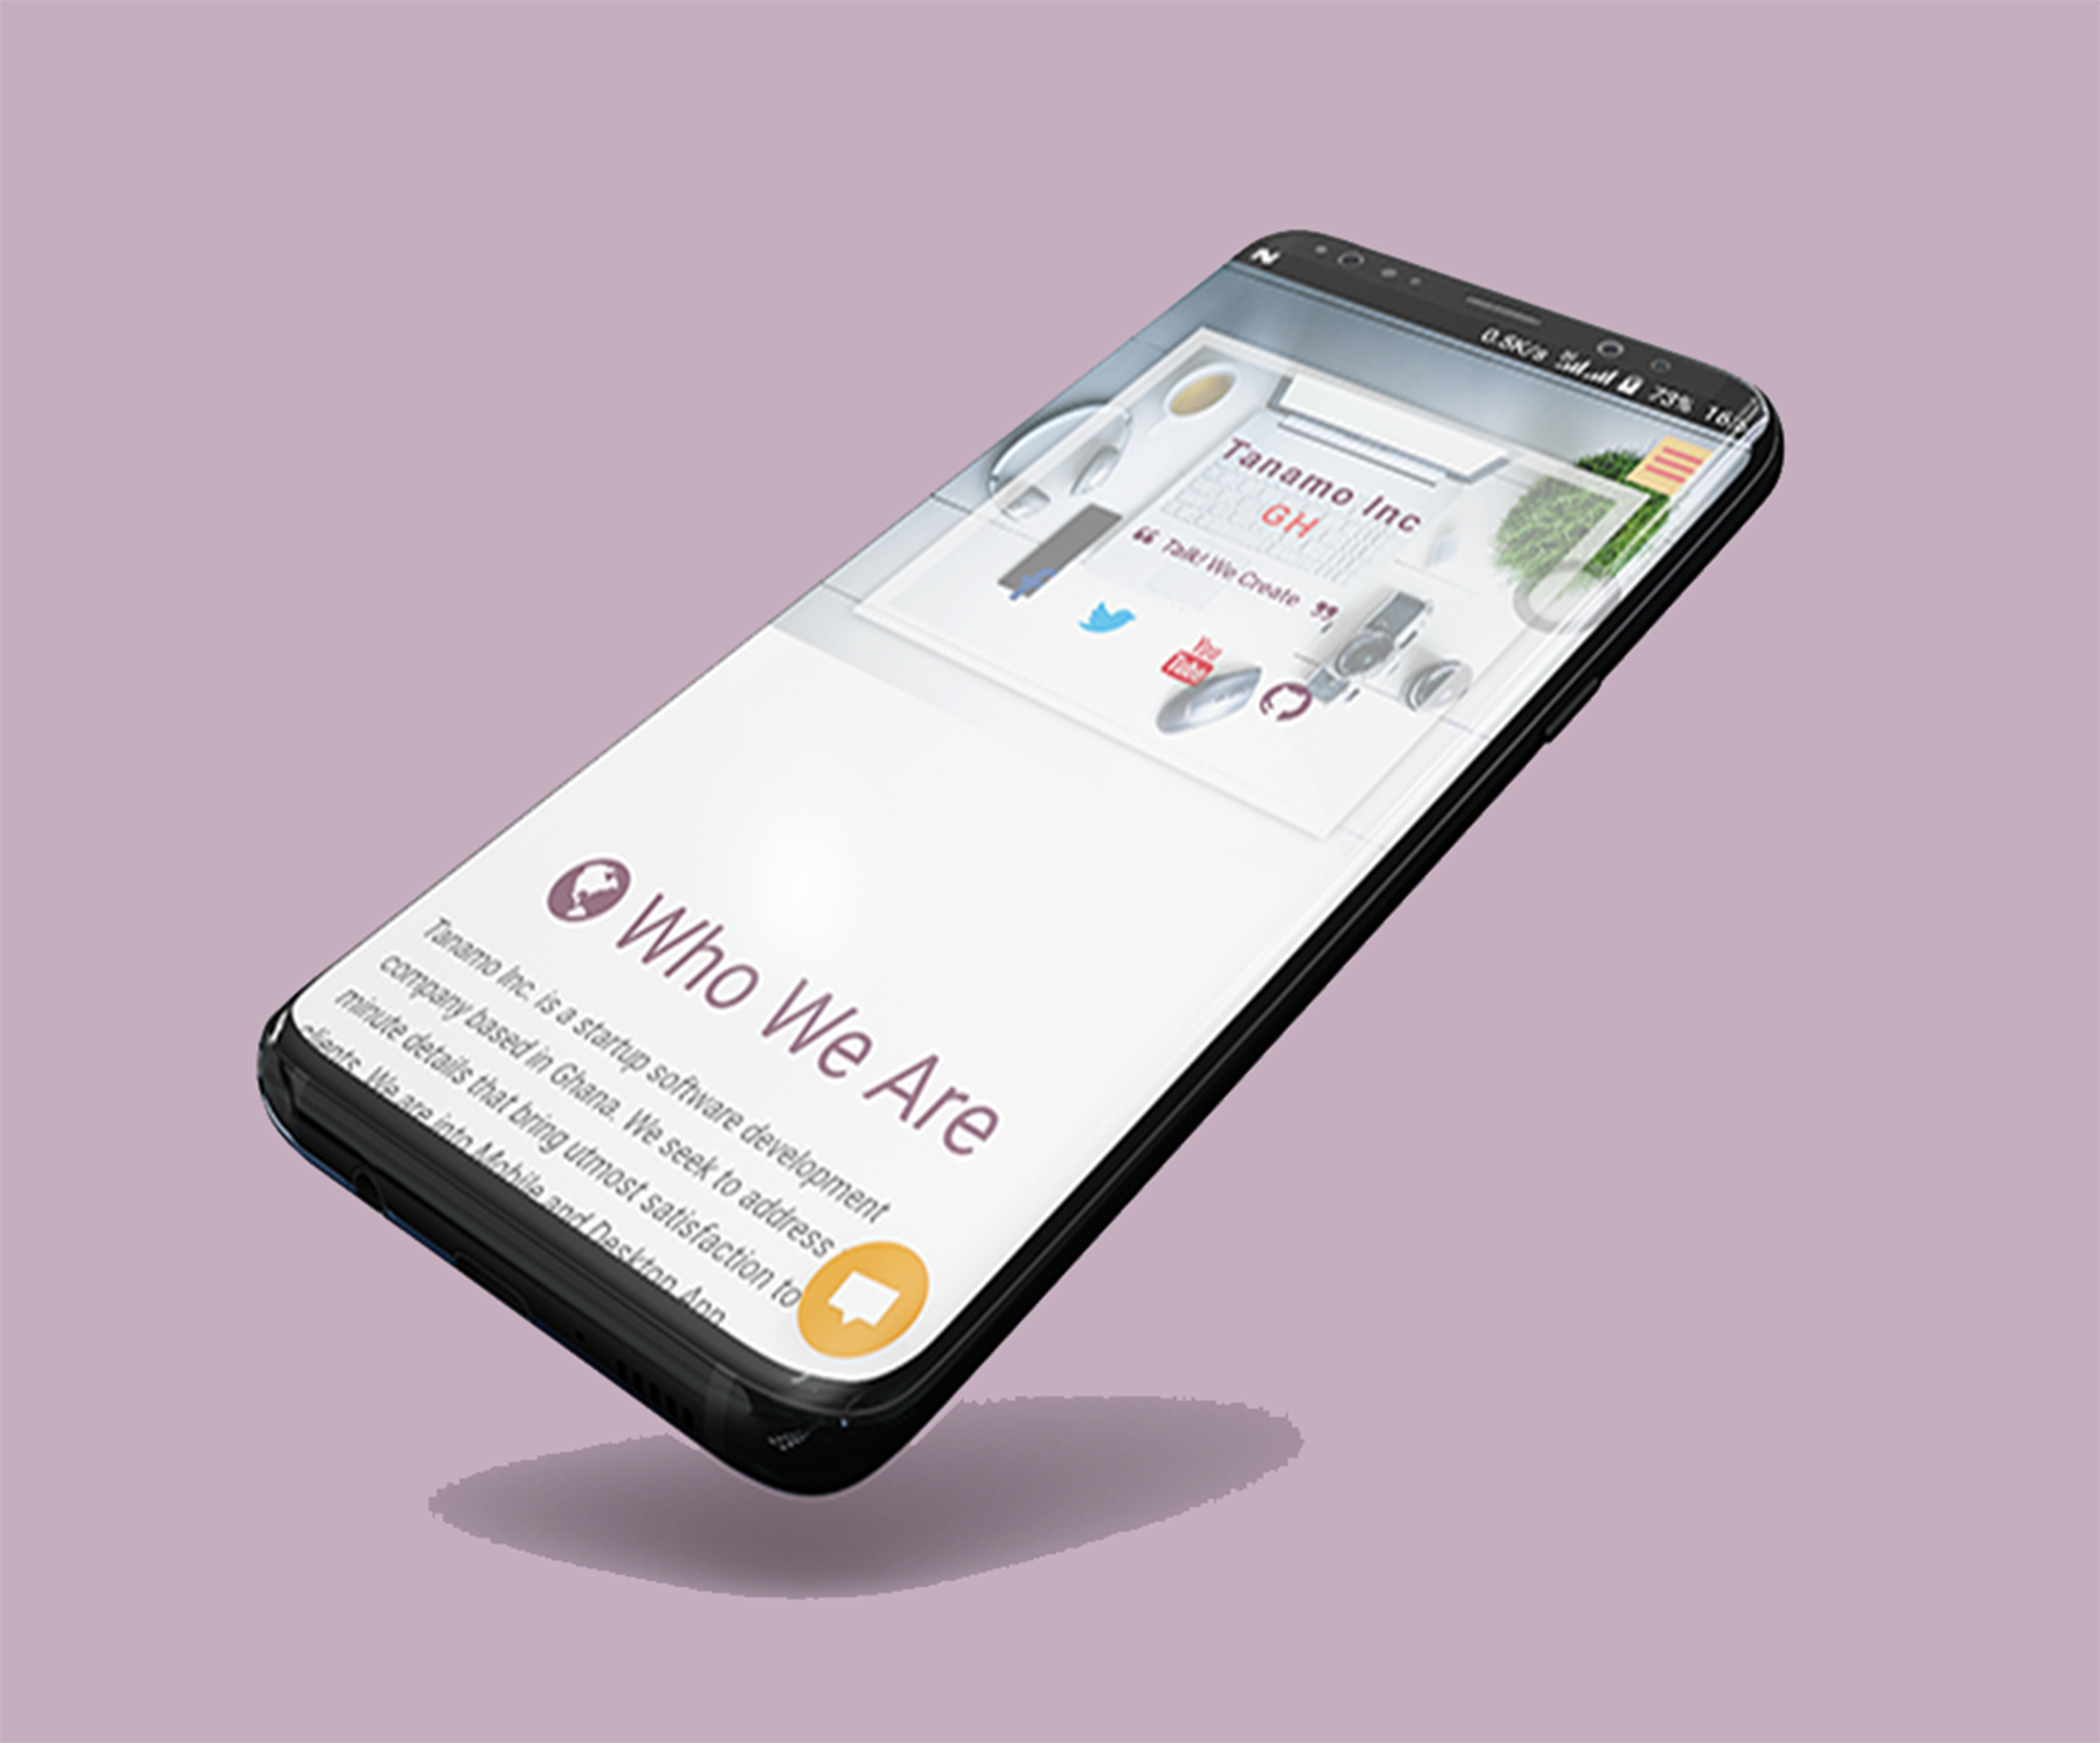 N
0.5K/s 73% 16:
Tanamo Inc
GH
❝ Talk! We Create ❞
You
Tube
Who We Are
Tanamo Inc. is a startup software development
company based in Ghana. We seek to address
minute details that bring utmost satisfaction to
clients. We are into Mobile and Desktop App